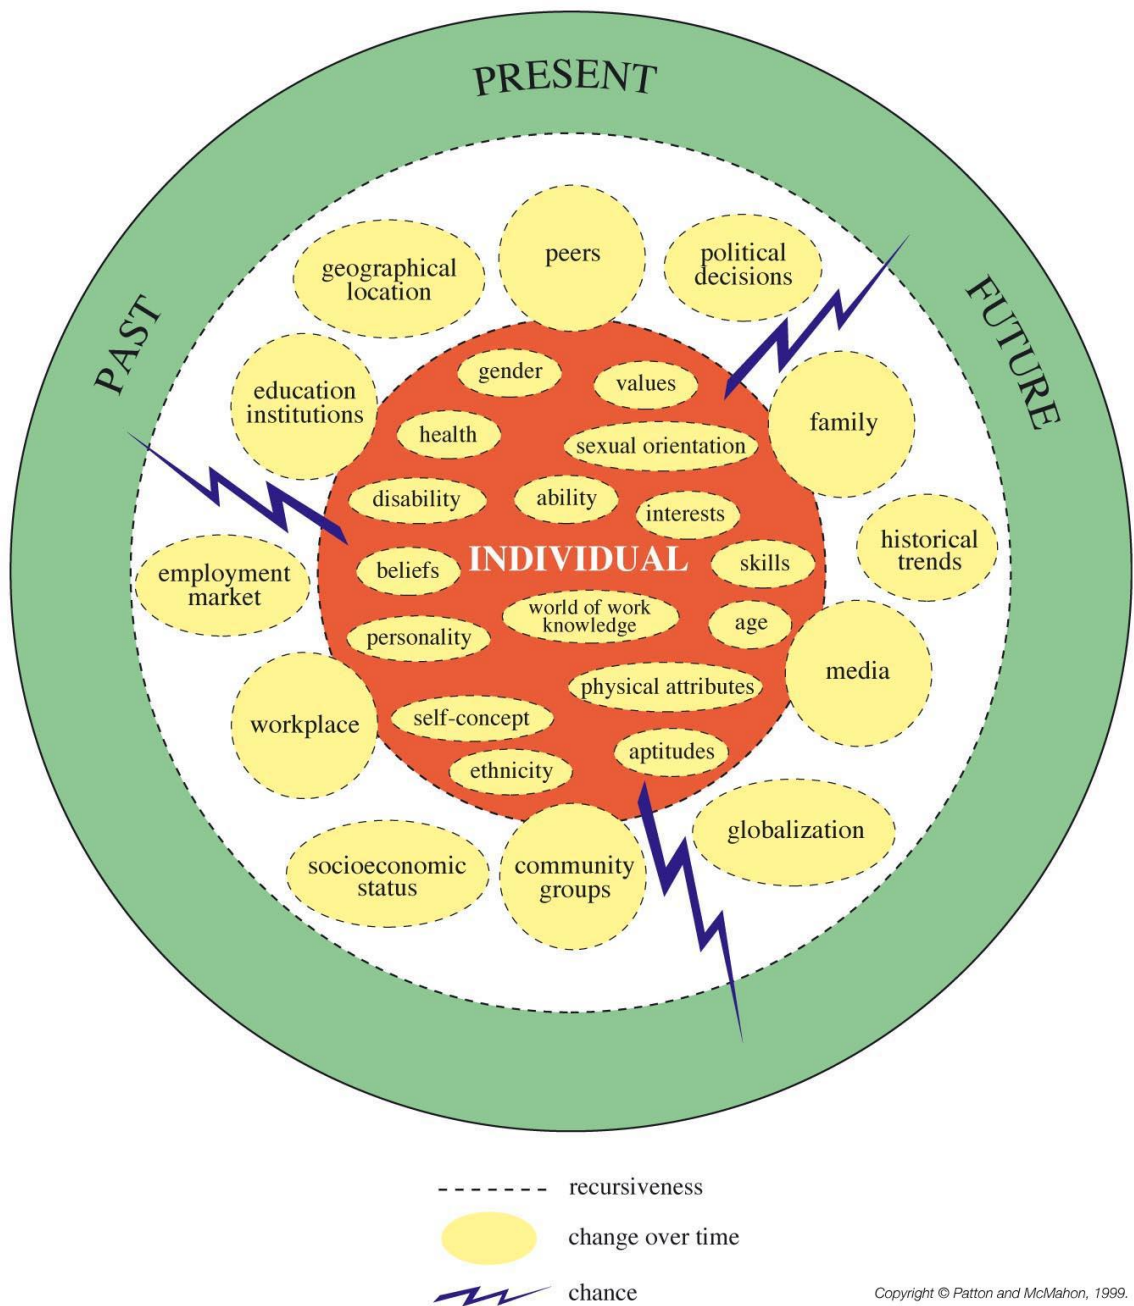 PRESENT
PAST
FUTURE
peers
political
decisions
geographical
location
education
institutions
family
gender
values
health
sexual orientation
disability
ability
interests
historical
trends
INDIVIDUAL
employment
market
beliefs
skills
world of work
knowledge
age
personality
media
physical attributes
workplace
self-concept
aptitudes
ethnicity
globalization
socioeconomic
status
community
groups
recursiveness
change over time
chance
Copyright © Patton and McMahon, 1999.